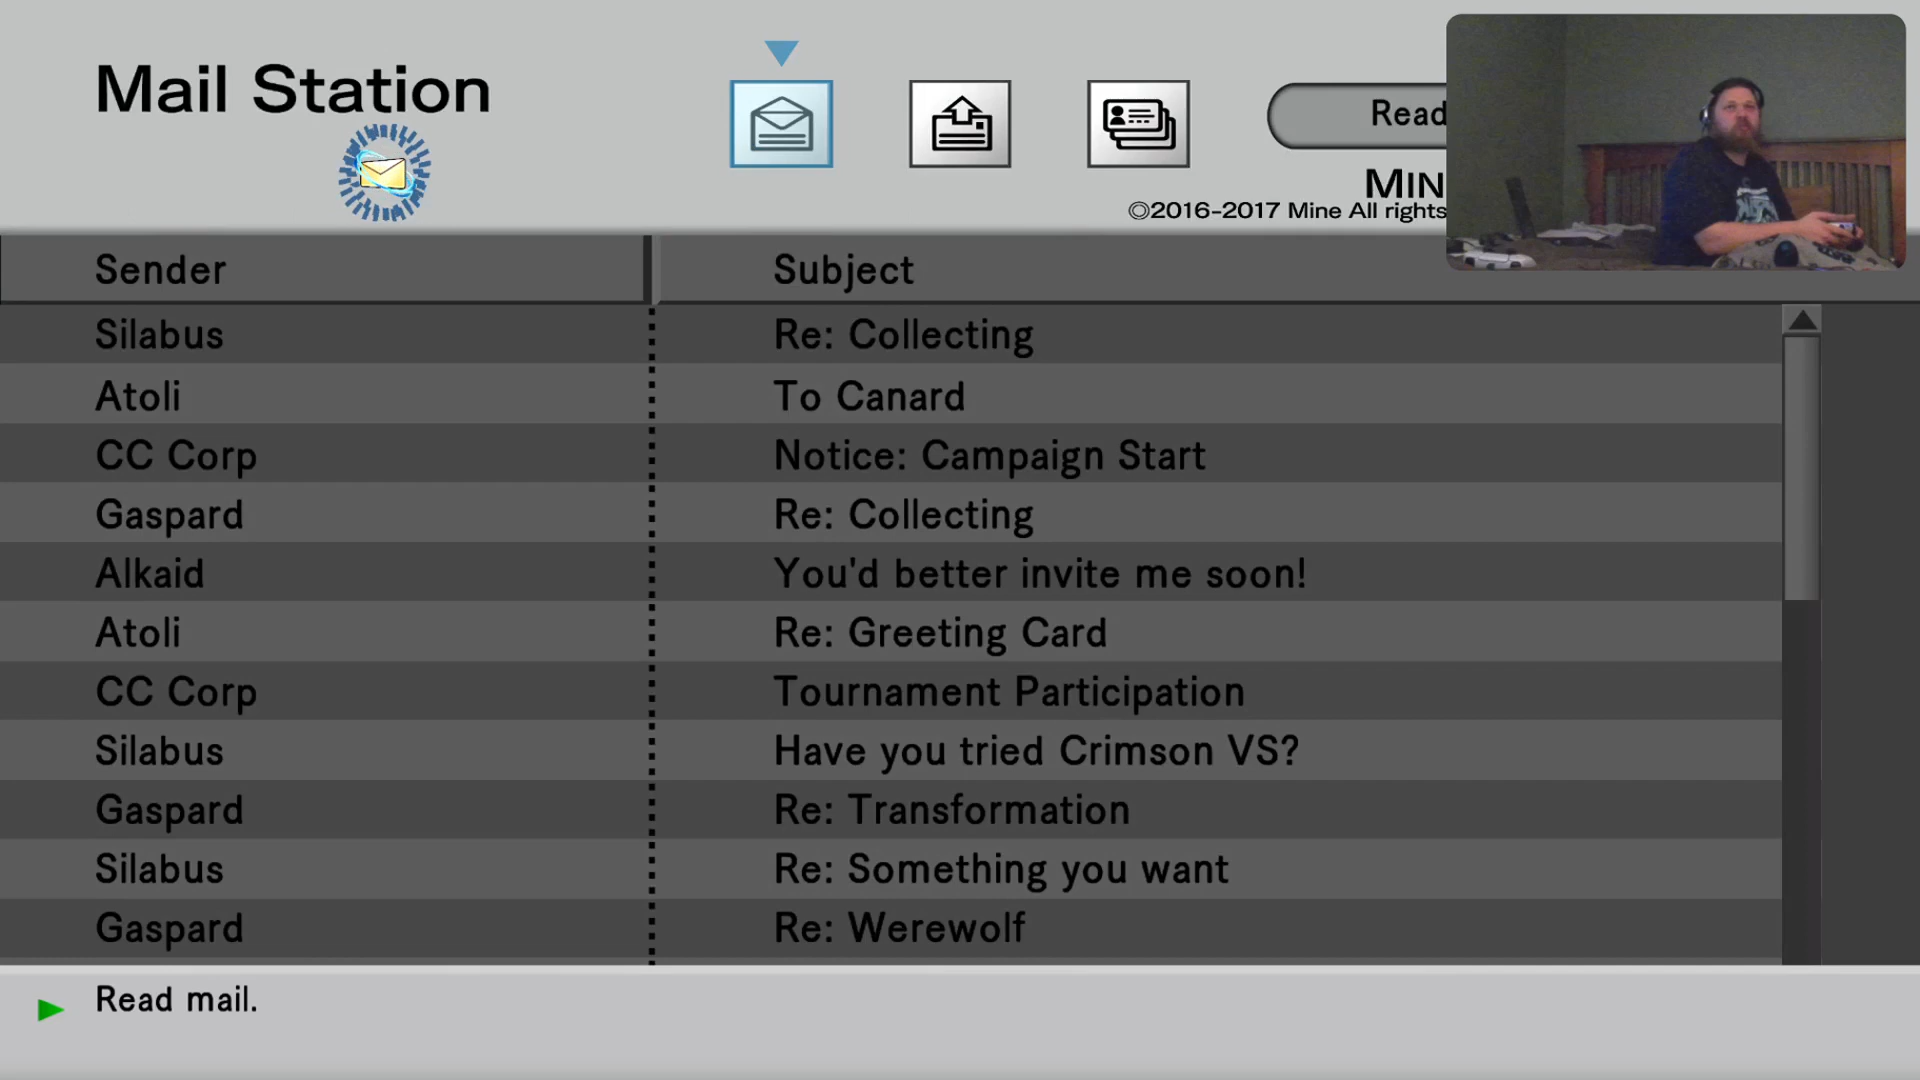 Mail Station
Read
MIN
©2016-2017 Mine All rights
Sender Subject
Silabus Re: Collecting
Atoli To Canard
CC Corp Notice: Campaign Start
Gaspard Re: Collecting
Alkaid You'd better invite me soon!
Atoli Re: Greeting Card
CC Corp Tournament Participation
Silabus Have you tried Crimson VS?
Gaspard Re: Transformation
Silabus Re: Something you want
Gaspard Re: Werewolf
Read mail.